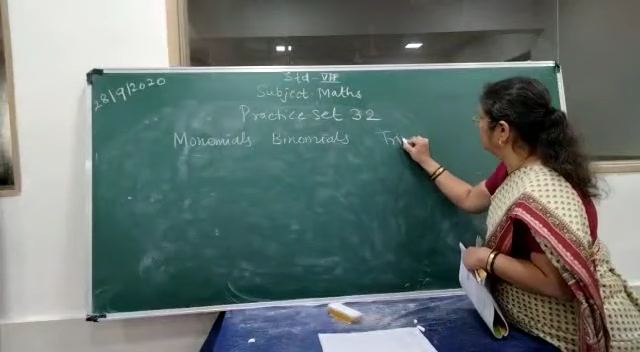 28/9/2020
Std-VII
Subject. Maths
Practice Set 32
Monomials Binomials Tri